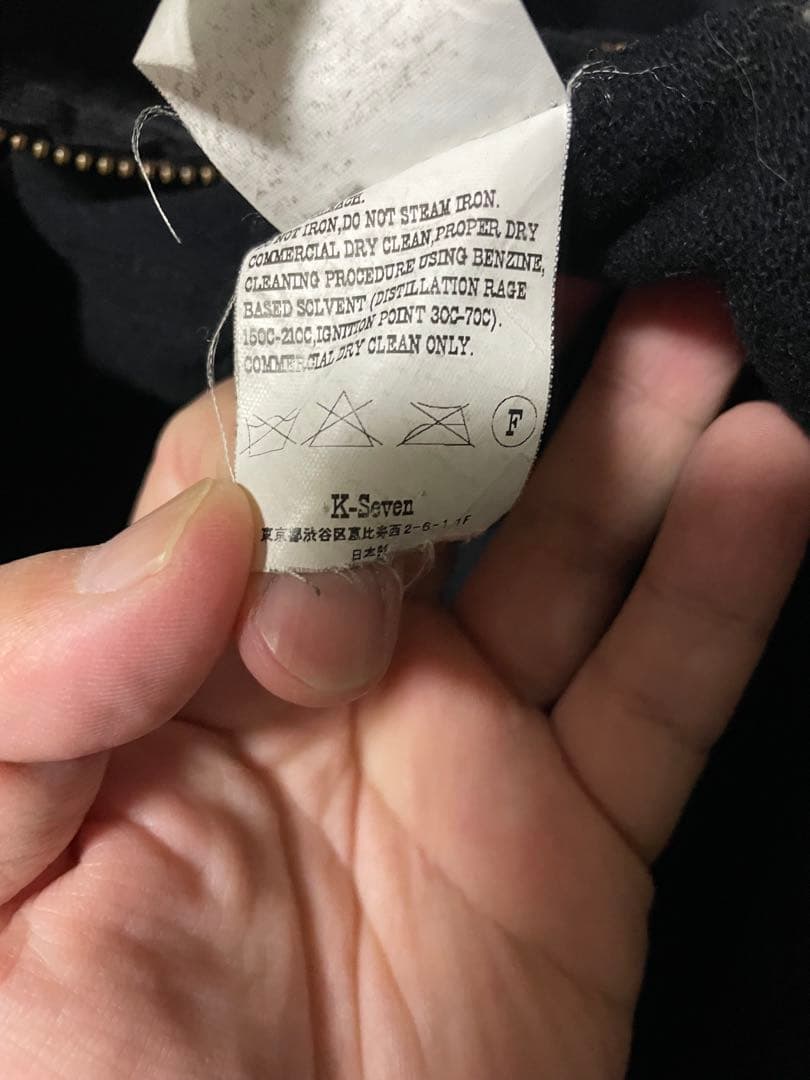 NOT IRON,DO NOT STEAM IRON.
COMMERCIAL DRY CLEAN,PROPER DRY
CLEANING PROCEDURE USING BENZINE,
BASED SOLVENT (DISTILLATION RAGE
150C-210C,IGNITION POINT 30C-70C).
COMMERCIAL DRY CLEAN ONLY.
F
K-Seven
東京都渋谷区恵比寿西2-6-11F
日本製